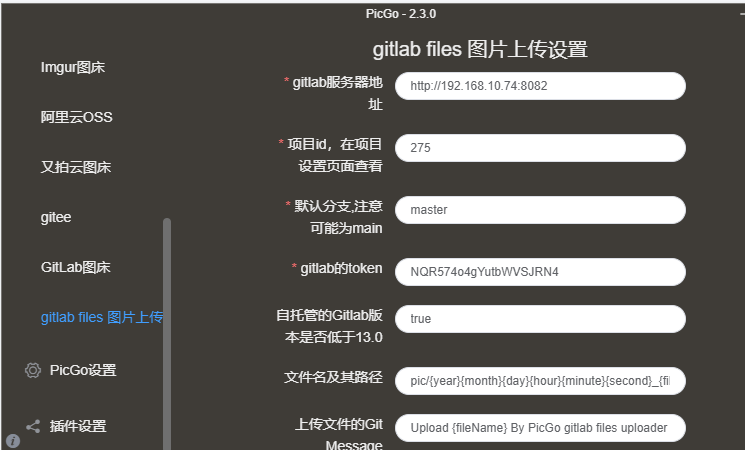 PicGo - 2.3.0
Imgur图床
阿里云OSS
又拍云图床
gitee
GitLab图床
gitlab files 图片上传
PicGo设置
插件设置
gitlab files 图片上传设置
* gitlab服务器地
址
http://192.168.10.74:8082
* 项目id，在项目
设置页面查看
275
* 默认分支,注意
可能为main
master
* gitlab的token
NQR574o4gYutbWVSJRN4
自托管的Gitlab版
本是否低于13.0
true
文件名及其路径
pic/{year}{month}{day}{hour}{minute}{second}_{fil
上传文件的Git
Message
Upload {fileName} By PicGo gitlab files uploader